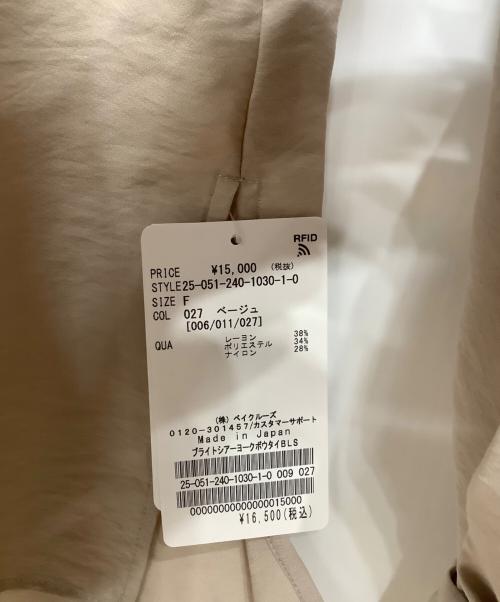 RFID
PRICE ¥15,000 (税抜)
STYLE25-051-240-1030-1-0
SIZE F
COL 027 ベージュ
[006/011/027]
QUA レーヨン 38%
ポリエステル 34%
ナイロン 28%
(株) ベイクルーズ
0120-301457/カスタマーサポート
Made in Japan
ブライトシアーヨークボウタイBLS
25-051-240-1030-1-0 009 027
0000000000000015000
¥16,500(税込)